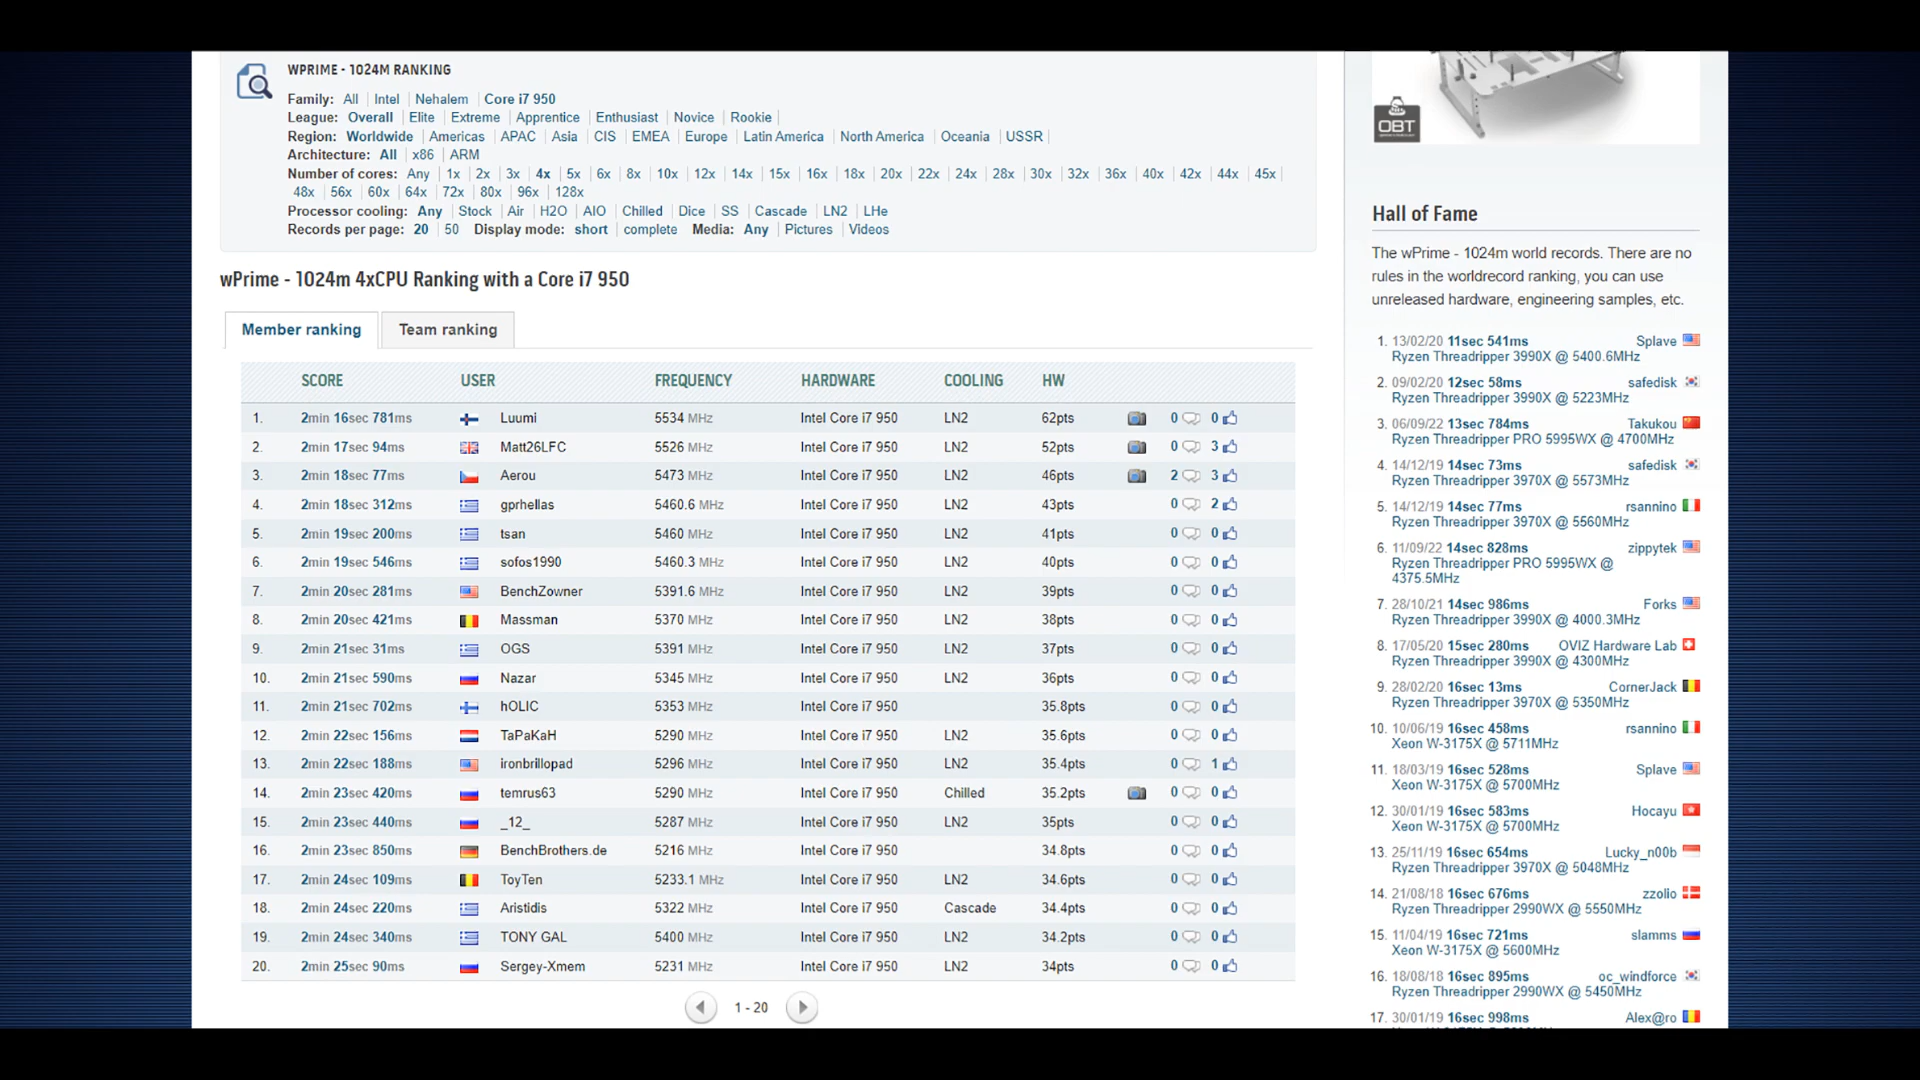 WPRIME - 1024M RANKING
Family: All | Intel | Nehalem | Core i7 950
League: Overall | Elite | Extreme | Apprentice | Enthusiast | Novice | Rookie |
Region: Worldwide | Americas | APAC | Asia | CIS | EMEA | Europe | Latin America | North America | Oceania | USSR |
Architecture: All | x86 | ARM
Number of cores: Any | 1x | 2x | 3x | 4x | 5x | 6x | 8x | 10x | 12x | 14x | 15x | 16x | 18x | 20x | 22x | 24x | 28x | 30x | 32x | 36x | 40x | 42x | 44x | 45x |
48x | 56x | 60x | 64x | 72x | 80x | 96x | 128x
Processor cooling: Any | Stock | Air | H2O | AIO | Chilled | Dice | SS | Cascade | LN2 | LHe
Records per page: 20 | 50 Display mode: short | complete Media: Any | Pictures | Videos
wPrime - 1024m 4xCPU Ranking with a Core i7 950
Member ranking Team ranking
SCORE USER FREQUENCY HARDWARE COOLING HW
1. 2min 16sec 781ms Luumi 5534 MHz Intel Core i7 950 LN2 62pts 0 0
2. 2min 17sec 94ms Matt26LFC 5526 MHz Intel Core i7 950 LN2 52pts 0 3
3. 2min 18sec 77ms Aerou 5473 MHz Intel Core i7 950 LN2 46pts 2 3
4. 2min 18sec 312ms gprhellas 5460.6 MHz Intel Core i7 950 LN2 43pts 0 2
5. 2min 19sec 200ms tsan 5460 MHz Intel Core i7 950 LN2 41pts 0 0
6. 2min 19sec 546ms sofos1990 5460.3 MHz Intel Core i7 950 LN2 40pts 0 0
7. 2min 20sec 281ms BenchZowner 5391.6 MHz Intel Core i7 950 LN2 39pts 0 0
8. 2min 20sec 421ms Massman 5370 MHz Intel Core i7 950 LN2 38pts 0 0
9. 2min 21sec 31ms OGS 5391 MHz Intel Core i7 950 LN2 37pts 0 0
10. 2min 21sec 590ms Nazar 5345 MHz Intel Core i7 950 LN2 36pts 0 0
11. 2min 21sec 702ms hOLIC 5353 MHz Intel Core i7 950 35.8pts 0 0
12. 2min 22sec 156ms TaPaKaH 5290 MHz Intel Core i7 950 LN2 35.6pts 0 0
13. 2min 22sec 188ms ironbrillopad 5296 MHz Intel Core i7 950 LN2 35.4pts 0 1
14. 2min 23sec 420ms temrus63 5290 MHz Intel Core i7 950 Chilled 35.2pts 0 0
15. 2min 23sec 440ms _12_ 5287 MHz Intel Core i7 950 LN2 35pts 0 0
16. 2min 23sec 850ms BenchBrothers.de 5216 MHz Intel Core i7 950 34.8pts 0 0
17. 2min 24sec 109ms ToyTen 5233.1 MHz Intel Core i7 950 LN2 34.6pts 0 0
18. 2min 24sec 220ms Aristidis 5322 MHz Intel Core i7 950 Cascade 34.4pts 0 0
19. 2min 24sec 340ms TONY GAL 5400 MHz Intel Core i7 950 LN2 34.2pts 0 0
20. 2min 25sec 90ms Sergey-Xmem 5231 MHz Intel Core i7 950 LN2 34pts 0 0
1 - 20
OBT
Hall of Fame
The wPrime - 1024m world records. There are no
rules in the worldrecord ranking, you can use
unreleased hardware, engineering samples, etc.
1. 13/02/20 11sec 541ms Splave
Ryzen Threadripper 3990X @ 5400.6MHz
2. 09/02/20 12sec 58ms safedisk
Ryzen Threadripper 3990X @ 5223MHz
3. 06/09/22 13sec 784ms Takukou
Ryzen Threadripper PRO 5995WX @ 4700MHz
4. 14/12/19 14sec 73ms safedisk
Ryzen Threadripper 3970X @ 5573MHz
5. 14/12/19 14sec 77ms rsannino
Ryzen Threadripper 3970X @ 5560MHz
6. 11/09/22 14sec 828ms zippytek
Ryzen Threadripper PRO 5995WX @
4375.5MHz
7. 28/10/21 14sec 986ms Forks
Ryzen Threadripper 3990X @ 4000.3MHz
8. 17/05/20 15sec 280ms OVIZ Hardware Lab
Ryzen Threadripper 3990X @ 4300MHz
9. 28/02/20 16sec 13ms CornerJack
Ryzen Threadripper 3970X @ 5350MHz
10. 10/06/19 16sec 458ms rsannino
Xeon W-3175X @ 5711MHz
11. 18/03/19 16sec 528ms Splave
Xeon W-3175X @ 5700MHz
12. 30/01/19 16sec 583ms Hocayu
Xeon W-3175X @ 5700MHz
13. 25/11/19 16sec 654ms Lucky_n00b
Ryzen Threadripper 3970X @ 5048MHz
14. 21/08/18 16sec 676ms zzolio
Ryzen Threadripper 2990WX @ 5550MHz
15. 11/04/19 16sec 721ms slamms
Xeon W-3175X @ 5600MHz
16. 18/08/18 16sec 895ms oc_windforce
Ryzen Threadripper 2990WX @ 5450MHz
17. 30/01/19 16sec 998ms Alex@ro